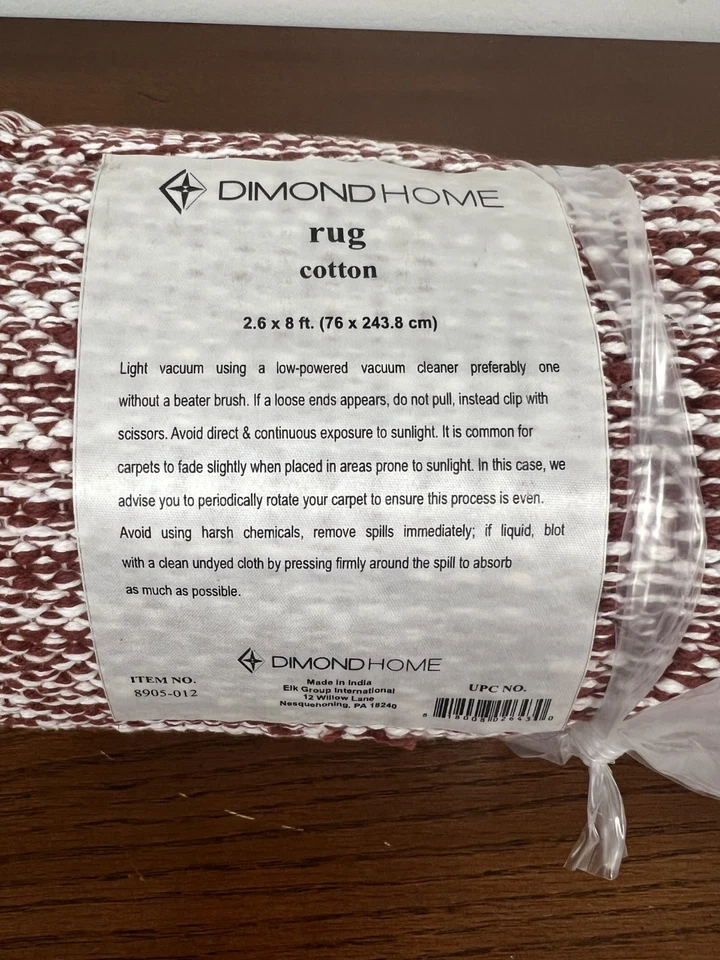 DIMOND HOME
rug
cotton
2.6 x 8 ft. (76 x 243.8 cm)
Light vacuum using a low-powered vacuum cleaner preferably one
without a beater brush. If a loose ends appears, do not pull, instead clip with
scissors. Avoid direct & continuous exposure to sunlight. It is common for
carpets to fade slightly when placed in areas prone to sunlight. In this case, we
advise you to periodically rotate your carpet to ensure this process is even.
Avoid using harsh chemicals, remove spills immediately; if liquid, blot
with a clean undyed cloth by pressing firmly around the spill to absorb
as much as possible.
DIMOND HOME
ITEM NO.
8905-012
Made in India
Elk Group International
12 Willow Lane
Nesquehoning, PA 18240
UPC NO.